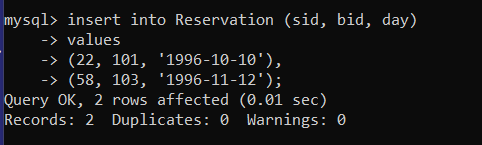 mysql> insert into Reservation (sid, bid, day)
    -> values
    -> (22, 101, '1996-10-10'),
    -> (58, 103, '1996-11-12');
Query OK, 2 rows affected (0.01 sec)
Records: 2  Duplicates: 0  Warnings: 0